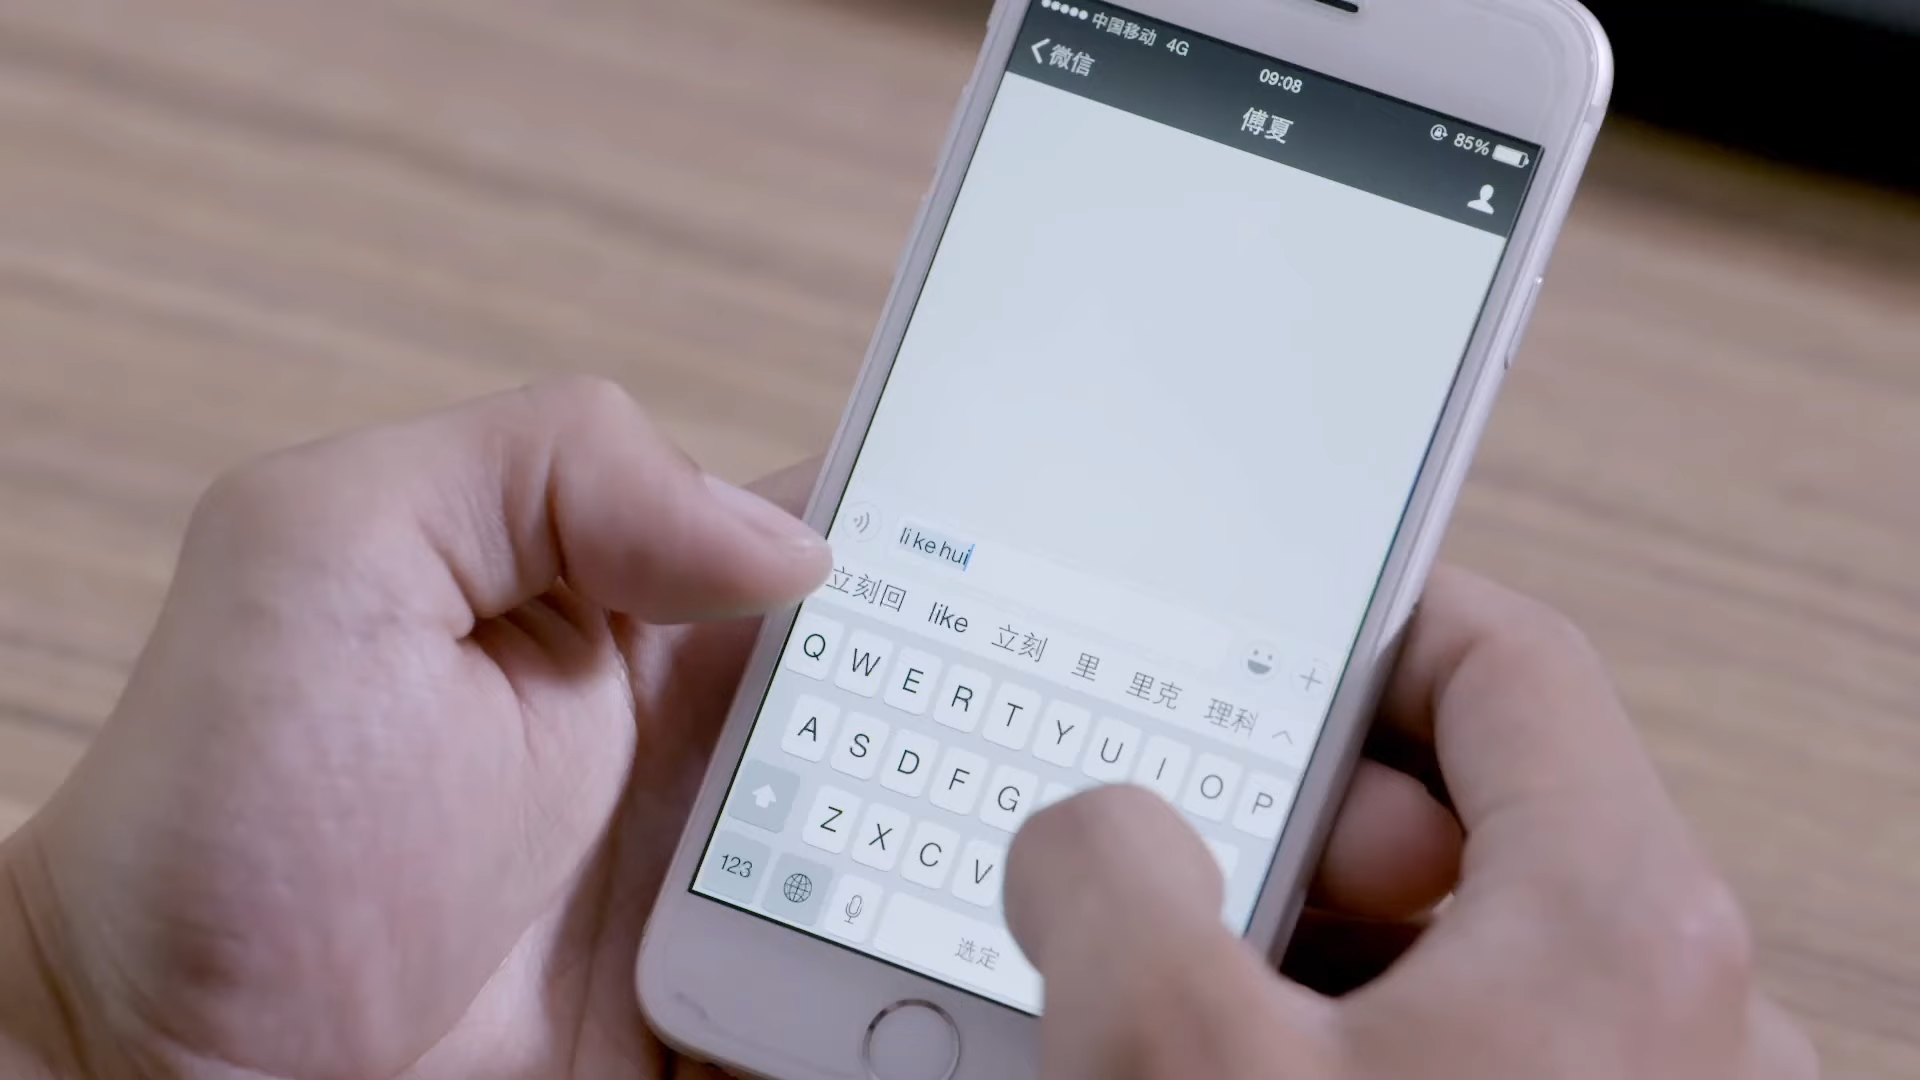 中国移动 4G
09:08
85%
微信
傅夏
li ke hui
立刻回 like 立刻 里 里克 理科
Q W E R T Y U I O P
A S D F G
Z X C V
123
选定